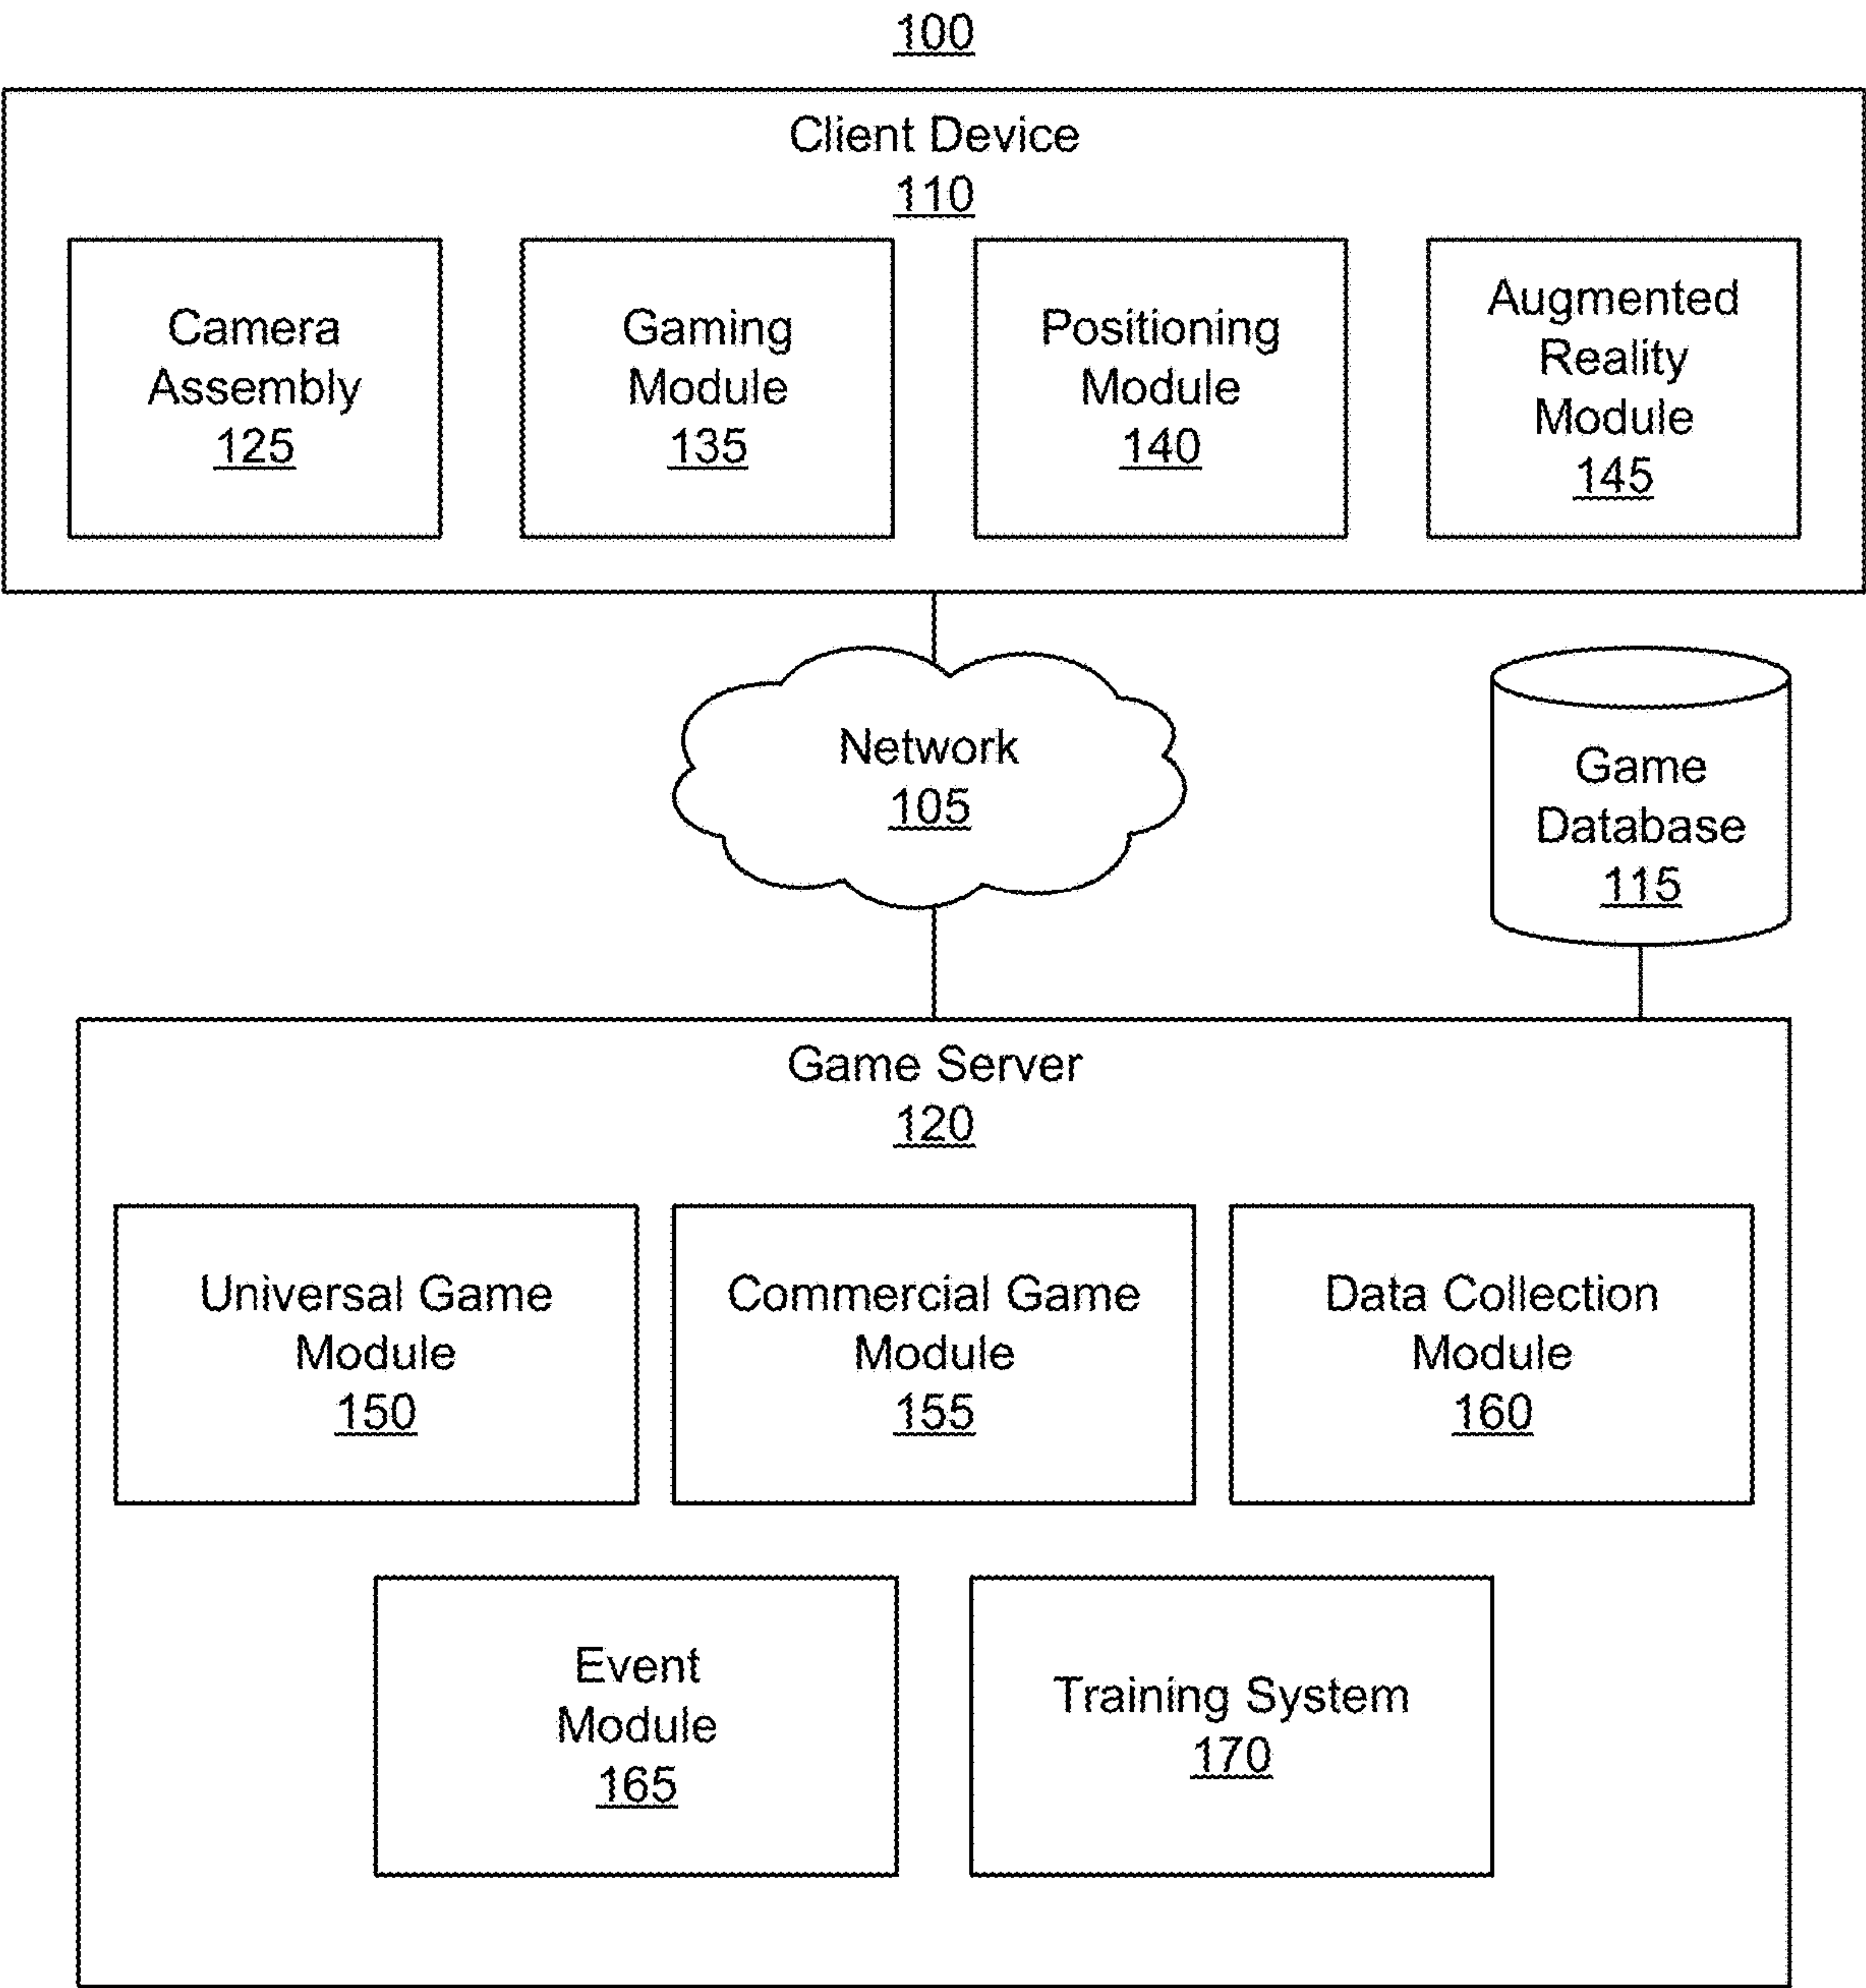 100
Client Device
110
Camera
Assembly
125
Gaming
Module
135
Positioning
Module
140
Augmented
Reality
Module
145
Network
105
Game
Database
115
Game Server
120
Universal Game
Module
150
Commercial Game
Module
155
Data Collection
Module
160
Event
Module
165
Training System
170